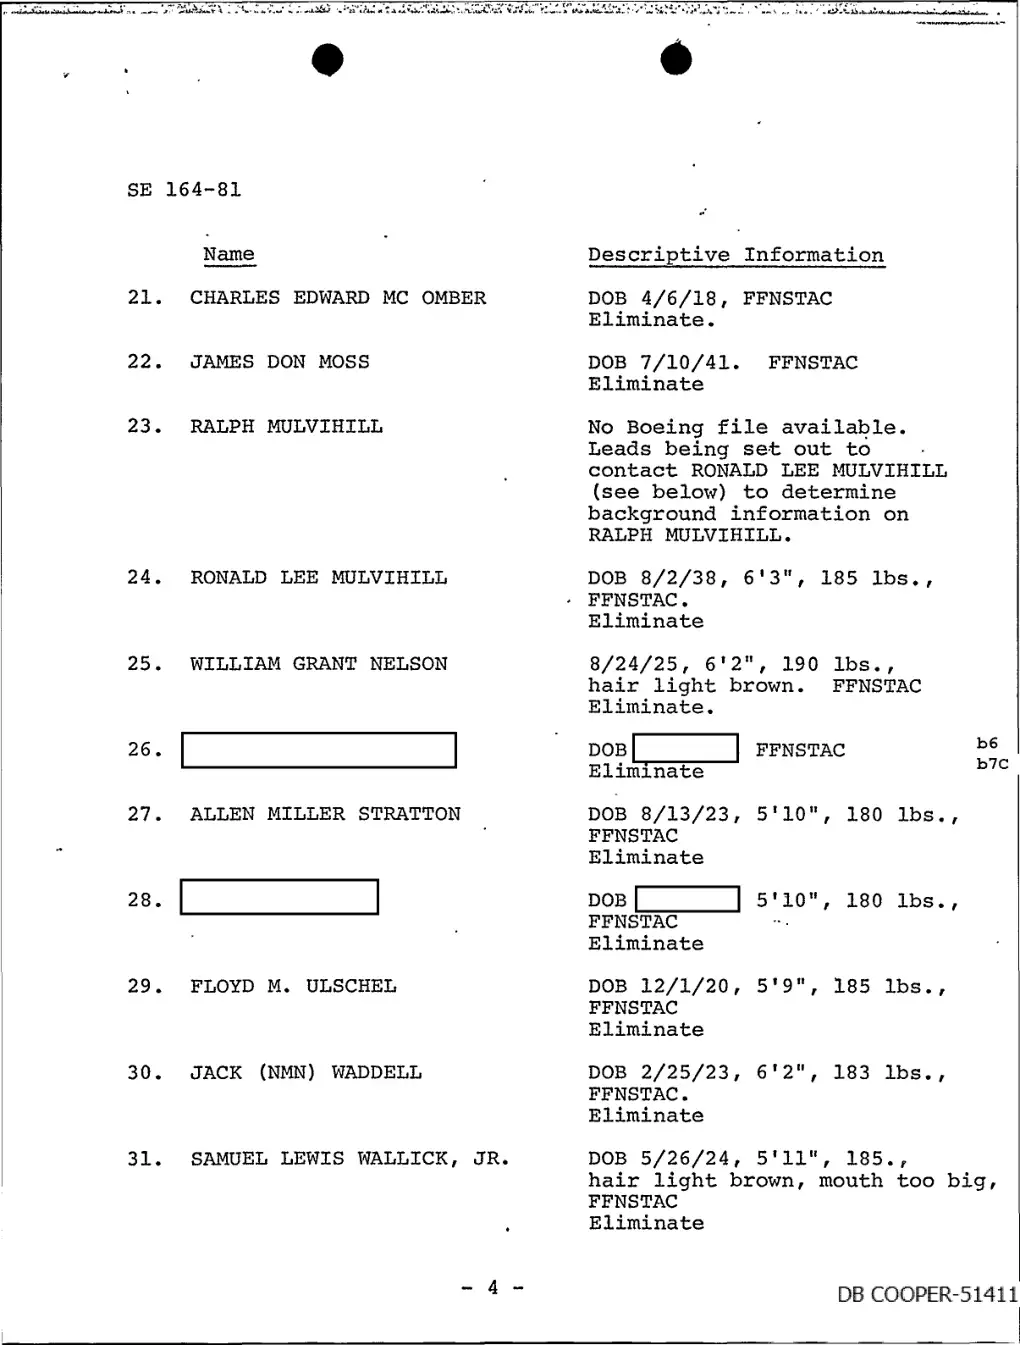 SE 164-81
Name Descriptive Information
21. CHARLES EDWARD MC OMBER DOB 4/6/18, FFNSTAC
Eliminate.
22. JAMES DON MOSS DOB 7/10/41. FFNSTAC
Eliminate
23. RALPH MULVIHILL No Boeing file available.
Leads being set out to
contact RONALD LEE MULVIHILL
(see below) to determine
background information on
RALPH MULVIHILL.
24. RONALD LEE MULVIHILL DOB 8/2/38, 6'3", 185 lbs.,
FFNSTAC.
Eliminate
25. WILLIAM GRANT NELSON 8/24/25, 6'2", 190 lbs.,
hair light brown. FFNSTAC
Eliminate.
26. DOB FFNSTAC b6
Eliminate b7C
27. ALLEN MILLER STRATTON DOB 8/13/23, 5'10", 180 lbs.,
FFNSTAC
Eliminate
28. DOB 5'10", 180 lbs.,
FFNSTAC
Eliminate
29. FLOYD M. ULSCHEL DOB 12/1/20, 5'9", 185 lbs.,
FFNSTAC
Eliminate
30. JACK (NMN) WADDELL DOB 2/25/23, 6'2", 183 lbs.,
FFNSTAC.
Eliminate
31. SAMUEL LEWIS WALLICK, JR. DOB 5/26/24, 5'11", 185.,
hair light brown, mouth too big,
FFNSTAC
Eliminate
- 4 -
DB COOPER-51411